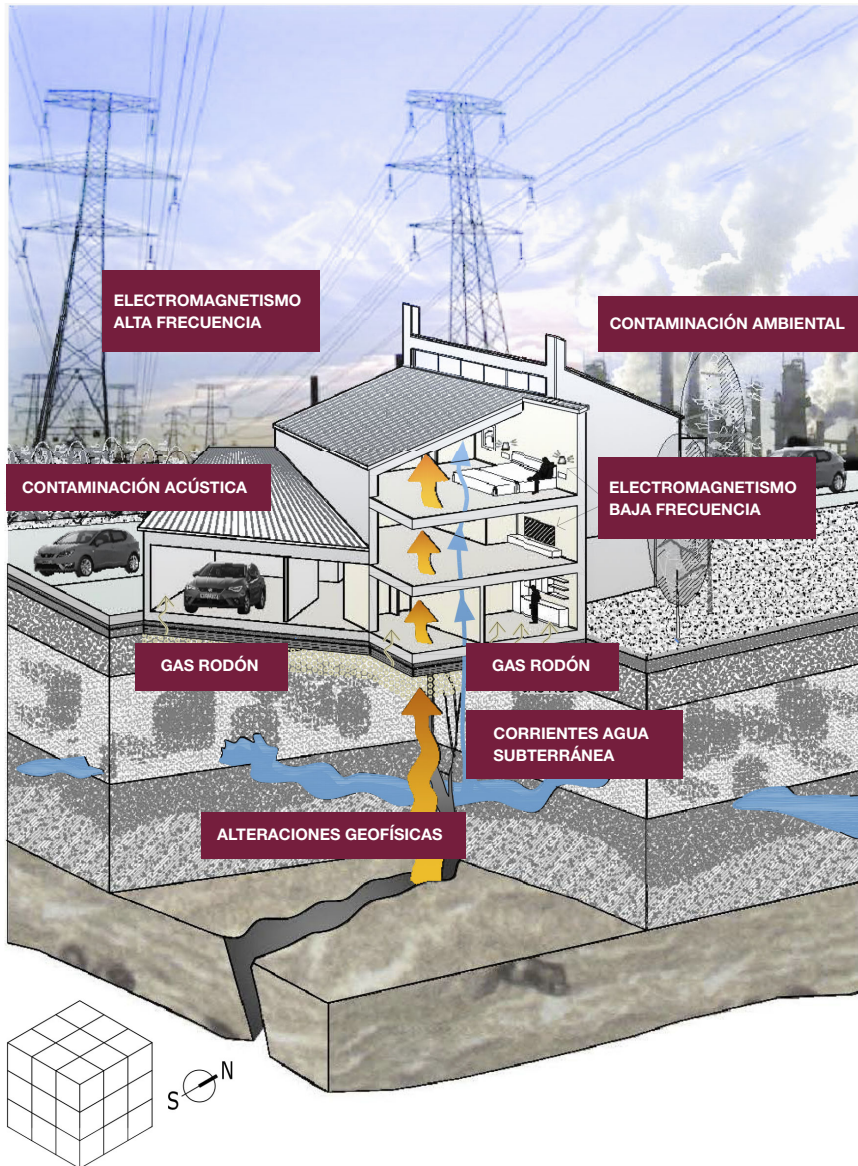 ELECTROMAGNETISMO
ALTA FRECUENCIA
CONTAMINACIÓN AMBIENTAL
CONTAMINACIÓN ACÚSTICA
ELECTROMAGNETISMO
BAJA FRECUENCIA
GAS RODÓN
GAS RODÓN
CORRIENTES AGUA
SUBTERRÁNEA
ALTERACIONES GEOFÍSICAS
S N